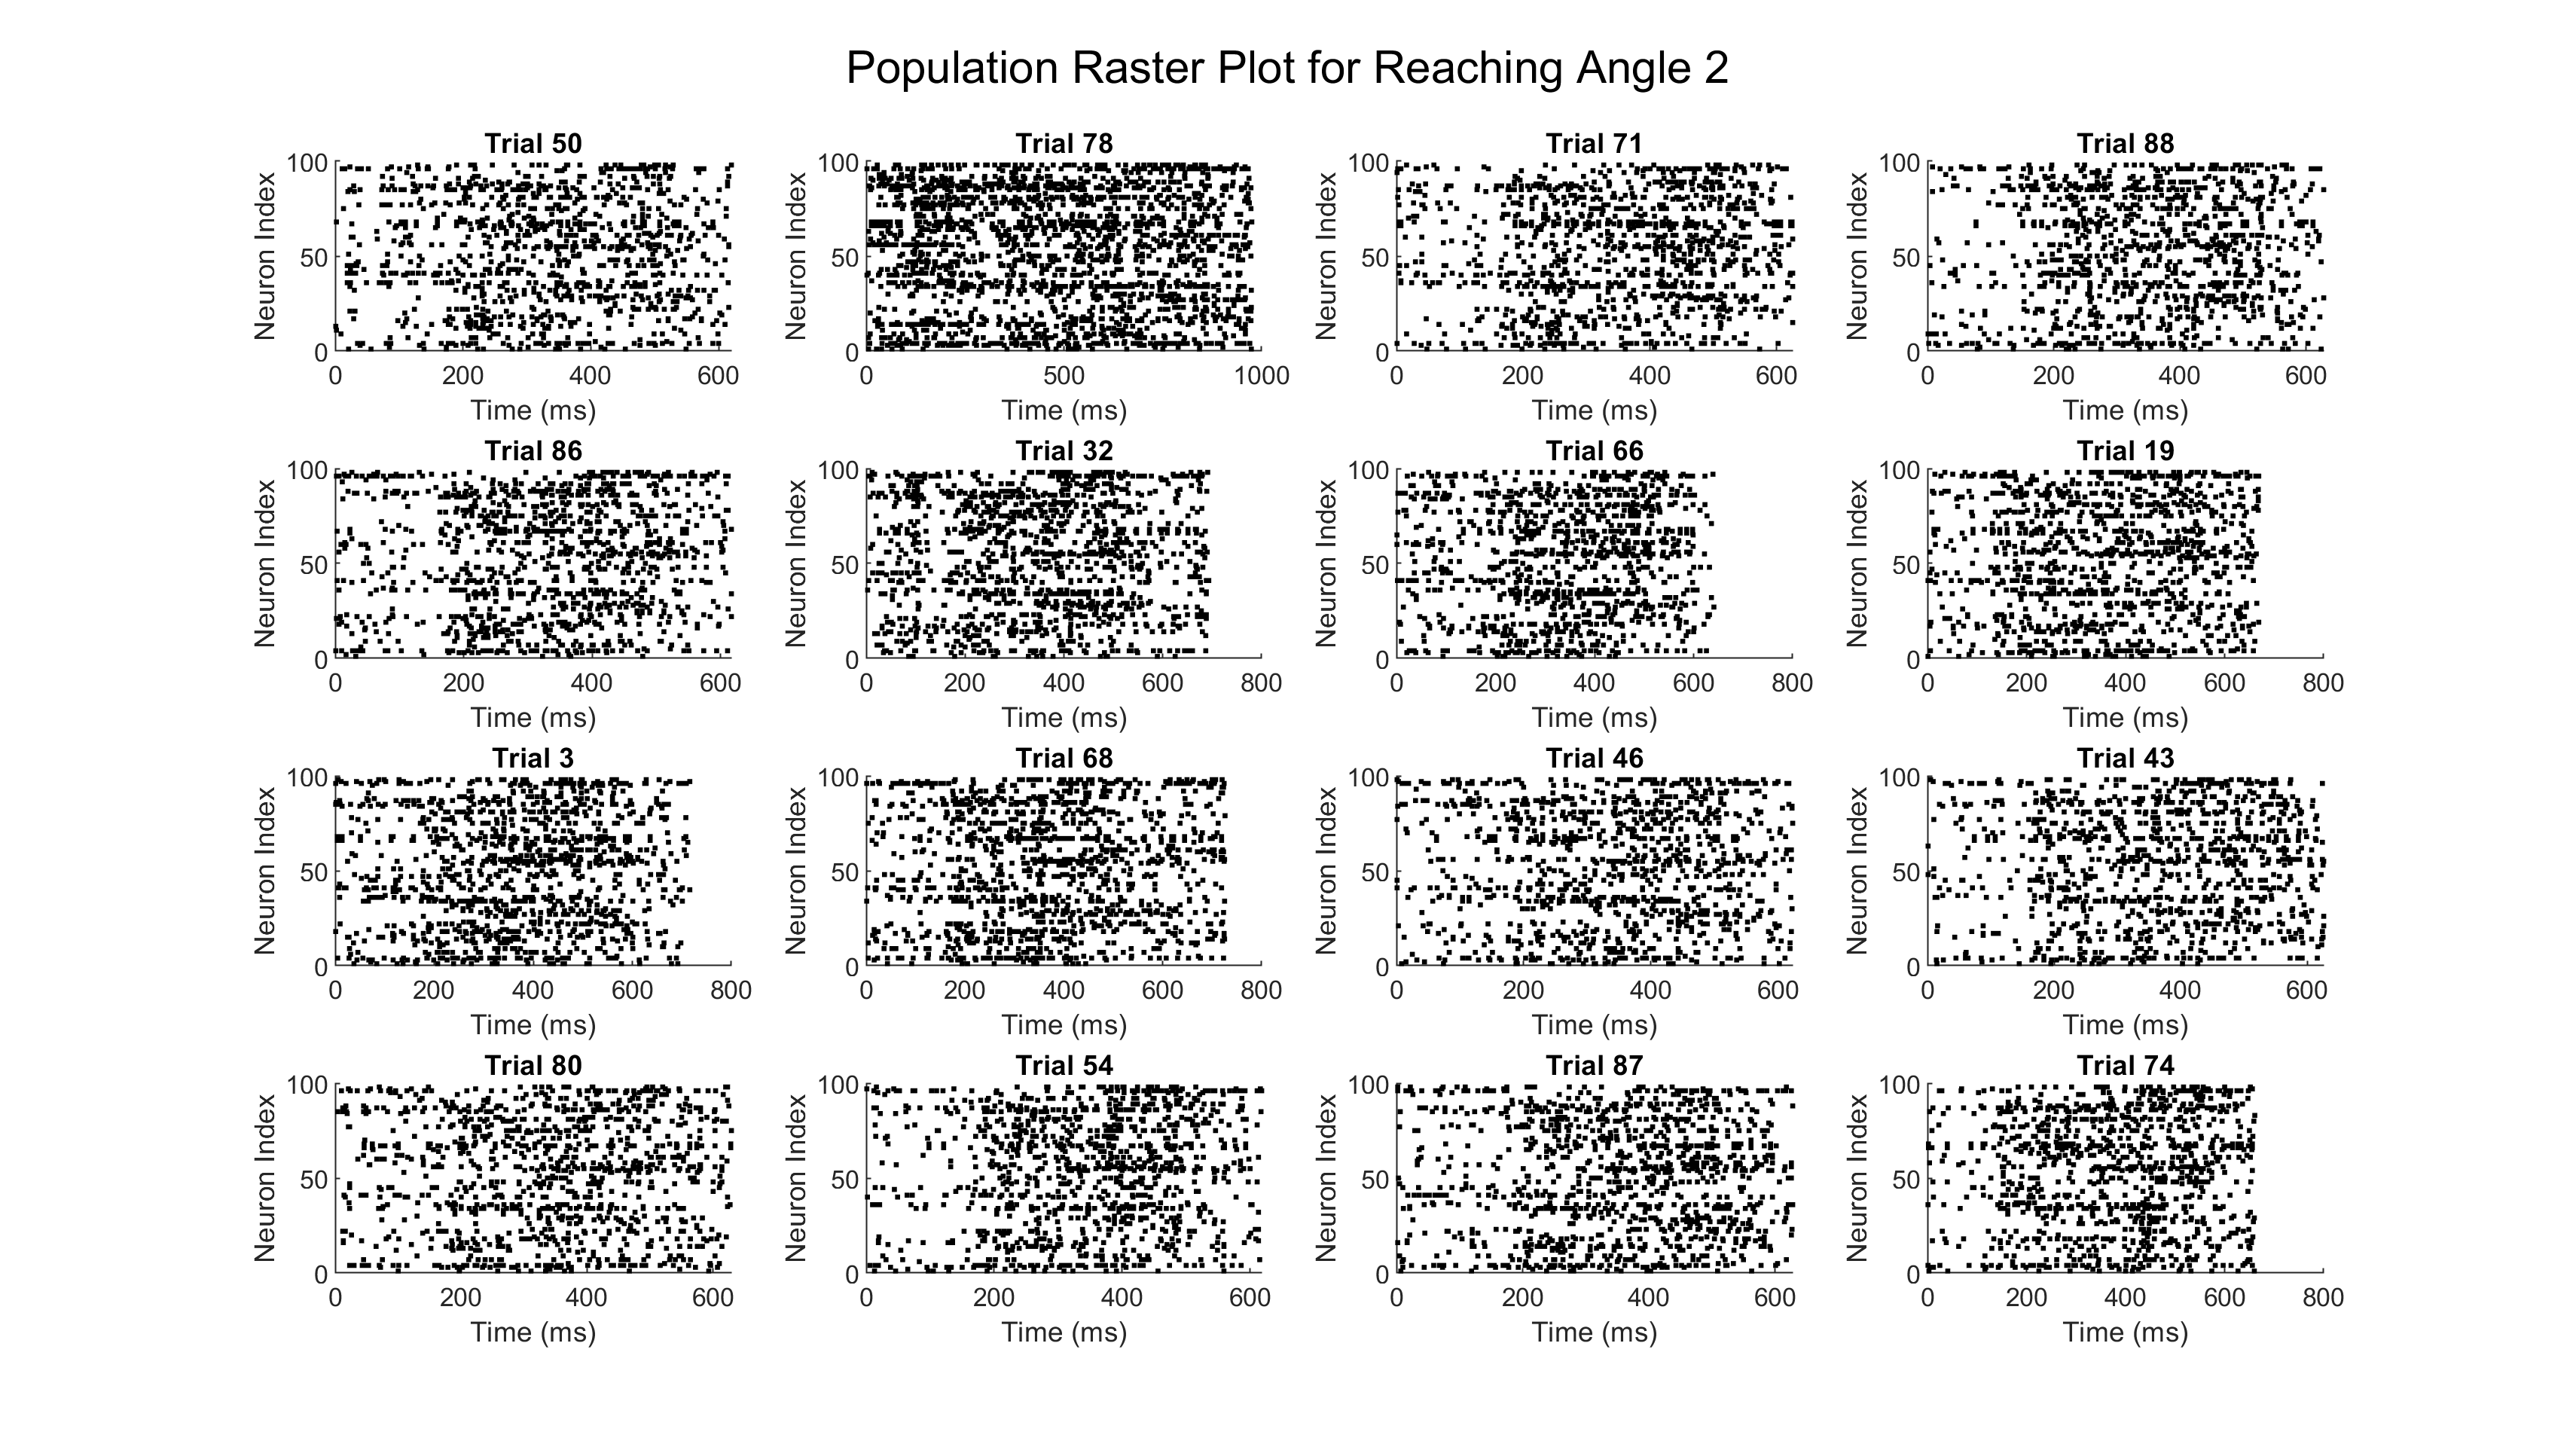 Population Raster Plot for Reaching Angle 2
Trial 50
Neuron Index
100
50
0
0 200 400 600
Time (ms)
Trial 78
Neuron Index
100
50
0
0 500 1000
Time (ms)
Trial 71
Neuron Index
100
50
0
0 200 400 600
Time (ms)
Trial 88
Neuron Index
100
50
0
0 200 400 600
Time (ms)
Trial 86
Neuron Index
100
50
0
0 200 400 600
Time (ms)
Trial 32
Neuron Index
100
50
0
0 200 400 600 800
Time (ms)
Trial 66
Neuron Index
100
50
0
0 200 400 600 800
Time (ms)
Trial 19
Neuron Index
100
50
0
0 200 400 600 800
Time (ms)
Trial 3
Neuron Index
100
50
0
0 200 400 600 800
Time (ms)
Trial 68
Neuron Index
100
50
0
0 200 400 600 800
Time (ms)
Trial 46
Neuron Index
100
50
0
0 200 400 600
Time (ms)
Trial 43
Neuron Index
100
50
0
0 200 400 600
Time (ms)
Trial 80
Neuron Index
100
50
0
0 200 400 600
Time (ms)
Trial 54
Neuron Index
100
50
0
0 200 400 600
Time (ms)
Trial 87
Neuron Index
100
50
0
0 200 400 600
Time (ms)
Trial 74
Neuron Index
100
50
0
0 200 400 600 800
Time (ms)